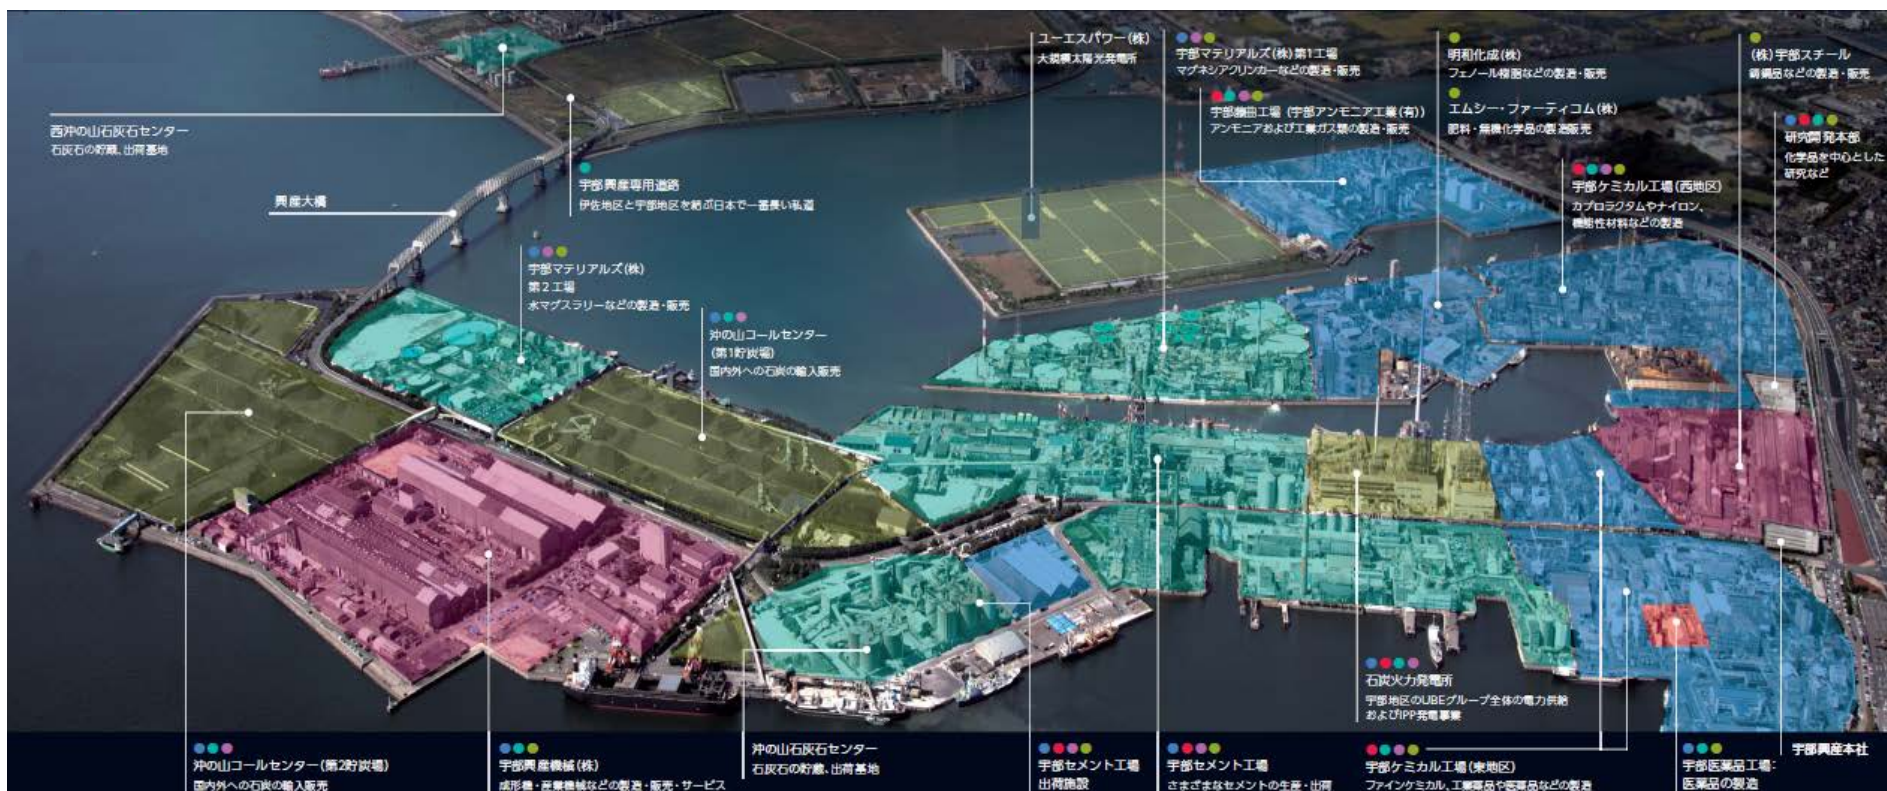 西沖の山石灰石センター
石灰石の貯蔵、出荷基地
興産大橋
宇部興産専用道路
伊佐地区と宇部地区を結ぶ日本で一番長い私道
ユーエスパワー(株)
大規模太陽光発電所
宇部マテリアルズ(株)第1工場
マグネシアクリンカーなどの製造・販売
宇部藤曲工場(宇部アンモニア工業(有))
アンモニアおよび工業ガス類の製造・販売
明和化成(株)
フェノール樹脂などの製造・販売
エムシー・ファーティコム(株)
肥料・無機化学品の製造販売
(株)宇部スチール
鋳鋼品などの製造・販売
研究開発本部
化学品を中心とした
研究など
宇部ケミカル工場(西地区)
カプロラクタムやナイロン、
機能性材料などの製造
宇部マテリアルズ(株)
第2工場
水マグスラリーなどの製造・販売
沖の山コールセンター
(第1貯炭場)
国内外への石炭の輸入販売
石炭火力発電所
宇部地区のUBEグループ全体の電力供給
およびIPP発電事業
沖の山コールセンター(第2貯炭場)
国内外への石炭の輸入販売
宇部興産機械(株)
成形機・産業機械などの製造・販売・サービス
沖の山石灰石センター
石灰石の貯蔵、出荷基地
宇部セメント工場
出荷施設
宇部セメント工場
さまざまなセメントの生産・出荷
宇部ケミカル工場(東地区)
ファインケミカル、工業薬品や医薬品などの製造
宇部医薬品工場:
医薬品の製造
宇部興産本社